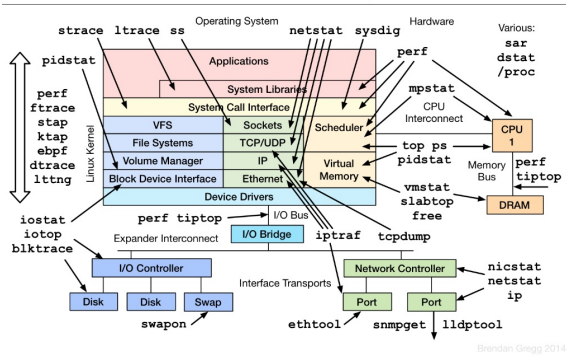 Operating System
Hardware
Various:
sar
dstat
/proc
strace ltrace ss
netstat sysdig
perf
pidstat
Applications
System Libraries
System Call Interface
mpstat
CPU Interconnect
perf
ftrace
stap
ktap
ebpf
dtrace
lttng
Linux Kernel
VFS
Sockets
Scheduler
File Systems
TCP/UDP
Volume Manager
IP
Virtual Memory
Block Device Interface
Ethernet
Device Drivers
CPU 1
top ps
pidstat
Memory Bus
perf
tiptop
vmstat
slabtop
free
DRAM
iostat
iotop
blktrace
perf tiptop
I/O Bus
Expander Interconnect
I/O Bridge
iptraf
tcpdump
I/O Controller
Interface Transports
Network Controller
nicstat
netstat
ip
Disk
Disk
Swap
Port
Port
swapon
ethtool
snmpget
lldptool
Brendan Gregg 2014